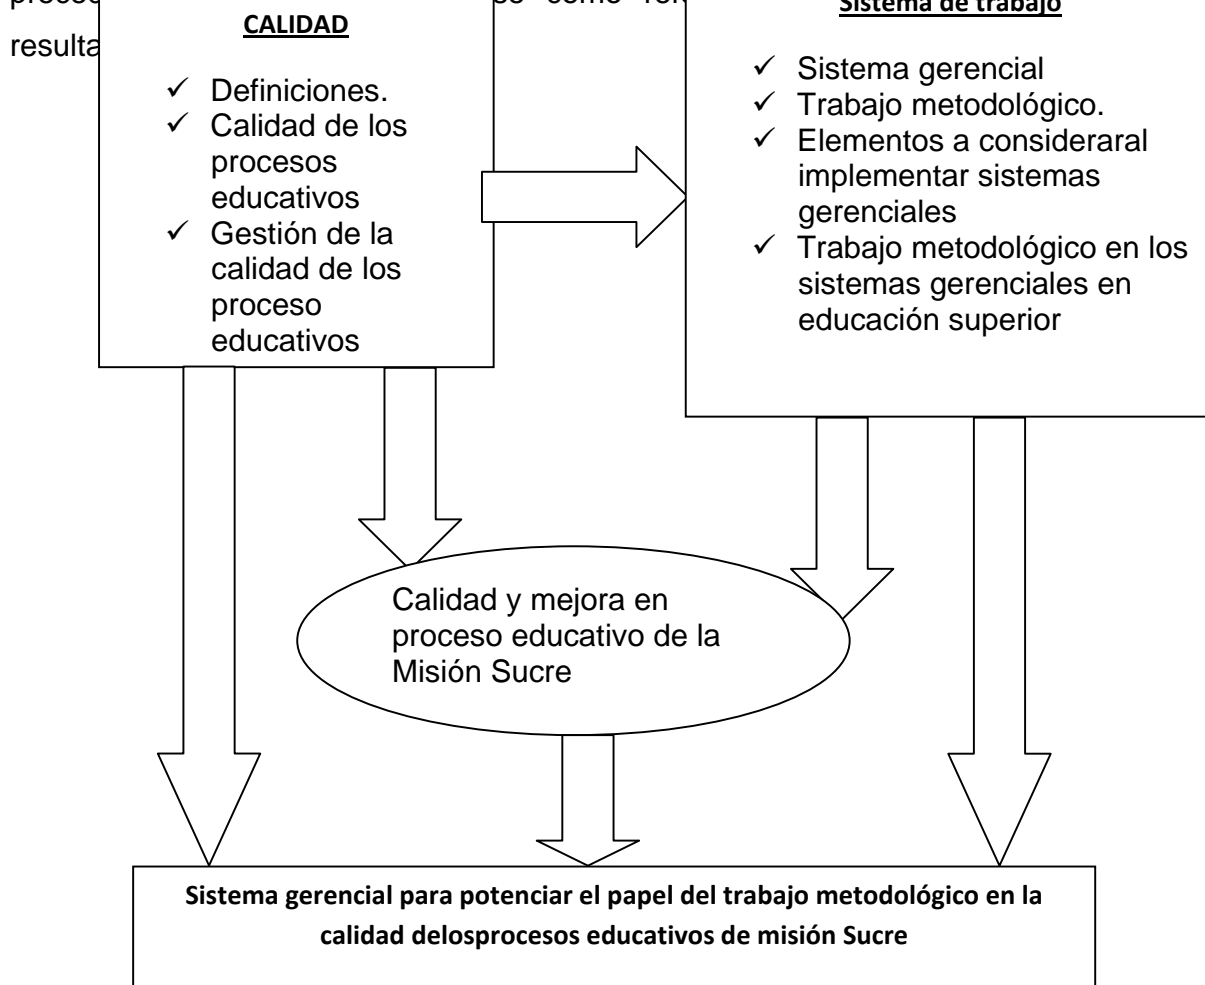 CALIDAD
Definiciones.
Calidad de los
procesos
educativos
Gestión de la
calidad de los
proceso
educativos
Sistema de trabajo
Sistema gerencial
Trabajo metodológico.
Elementos a consideraral
implementar sistemas
gerenciales
Trabajo metodológico en los
sistemas gerenciales en
educación superior
Calidad y mejora en
proceso educativo de la
Misión Sucre
Sistema gerencial para potenciar el papel del trabajo metodológico en la
calidad delosprocesos educativos de misión Sucre